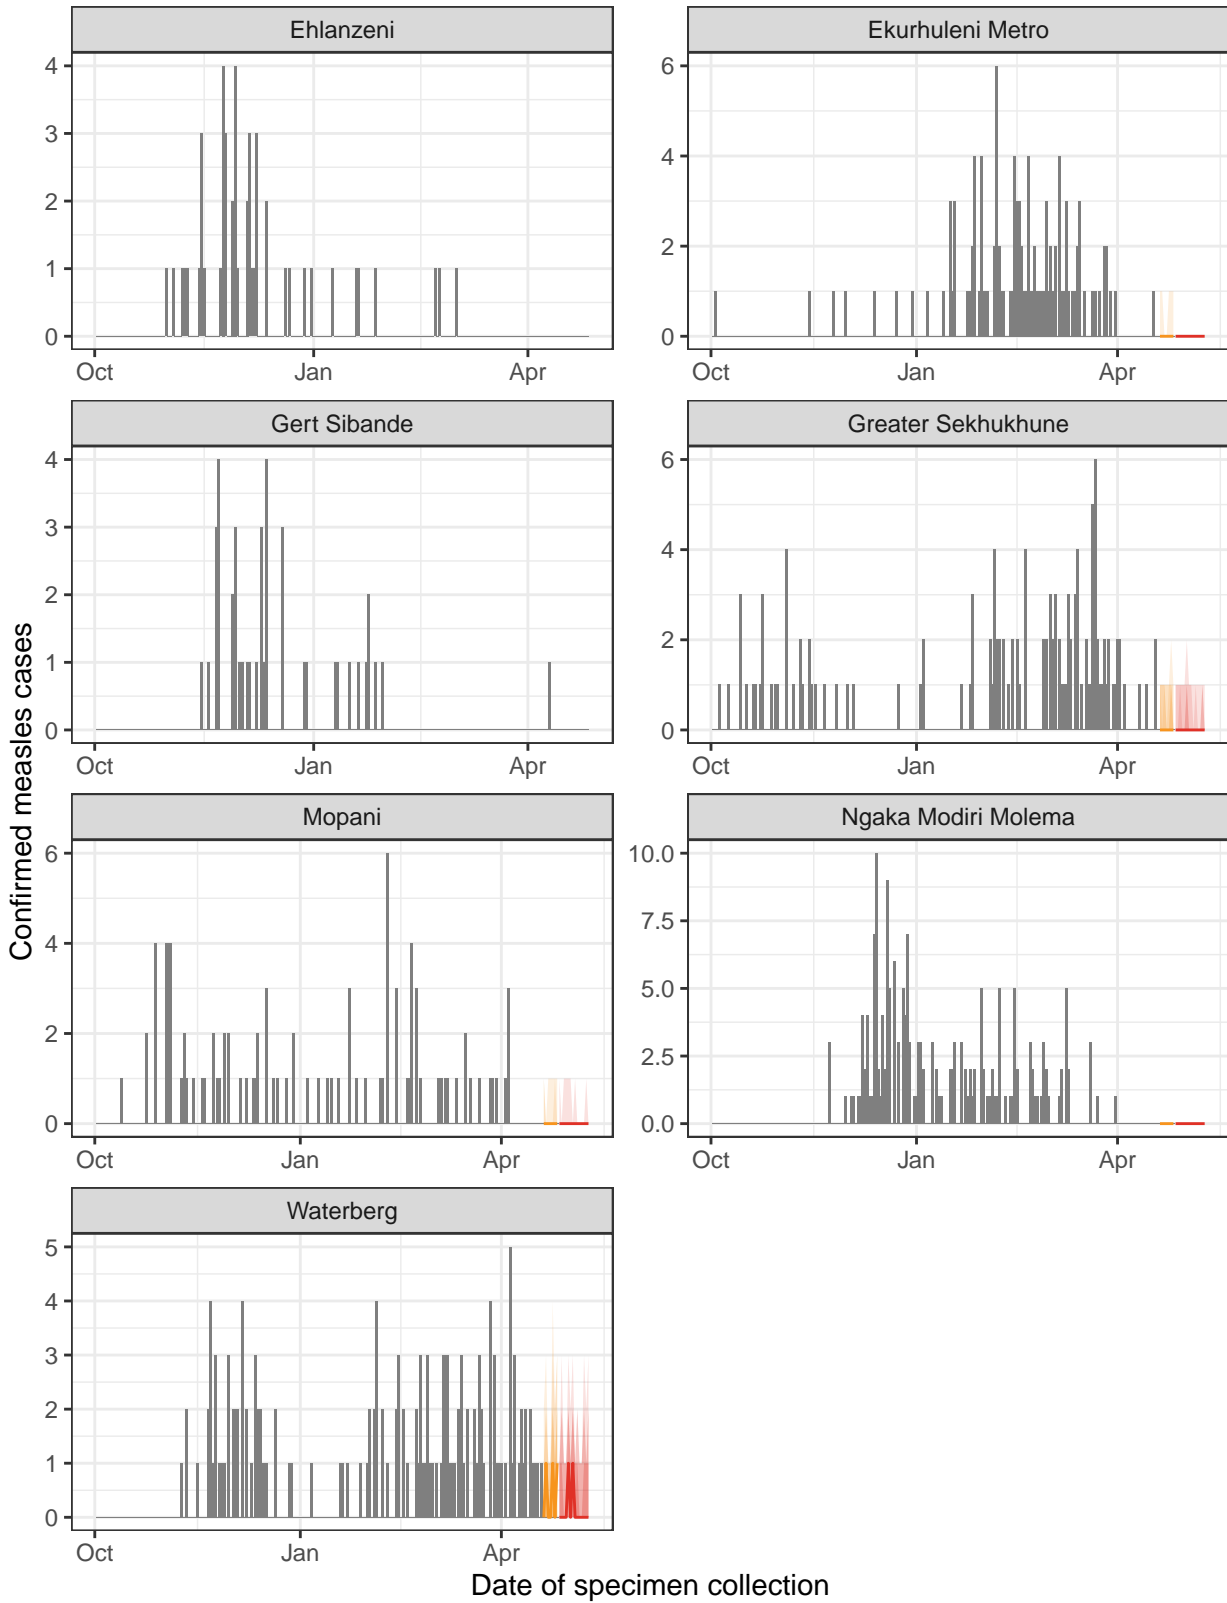 Ehlanzeni
Ekurhuleni Metro
4
3
2
1
0
6
4
2
0
Oct
Jan
Apr
Oct
Jan
Apr
Gert Sibande
Greater Sekhukhune
4
3
2
1
0
6
4
2
0
Oct
Jan
Apr
Oct
Jan
Apr
Confirmed measles cases
Mopani
Ngaka Modiri Molema
6
4
2
0
10.0
7.5
5.0
2.5
0.0
Oct
Jan
Apr
Oct
Jan
Apr
Waterberg
5
4
3
2
1
0
Oct
Jan
Apr
Date of specimen collection